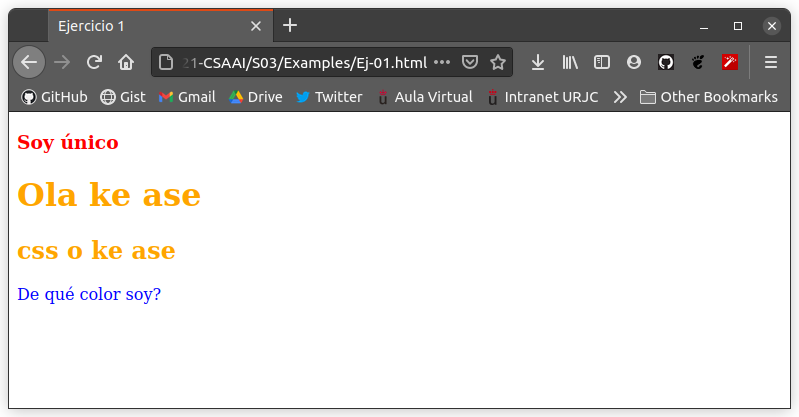 Ejercicio 1
21-CSAAI/S03/Examples/Ej-01.html
GitHub Gist Gmail Drive Twitter Aula Virtual Intranet URJC Other Bookmarks
Soy único
Ola ke ase
css o ke ase
De qué color soy?